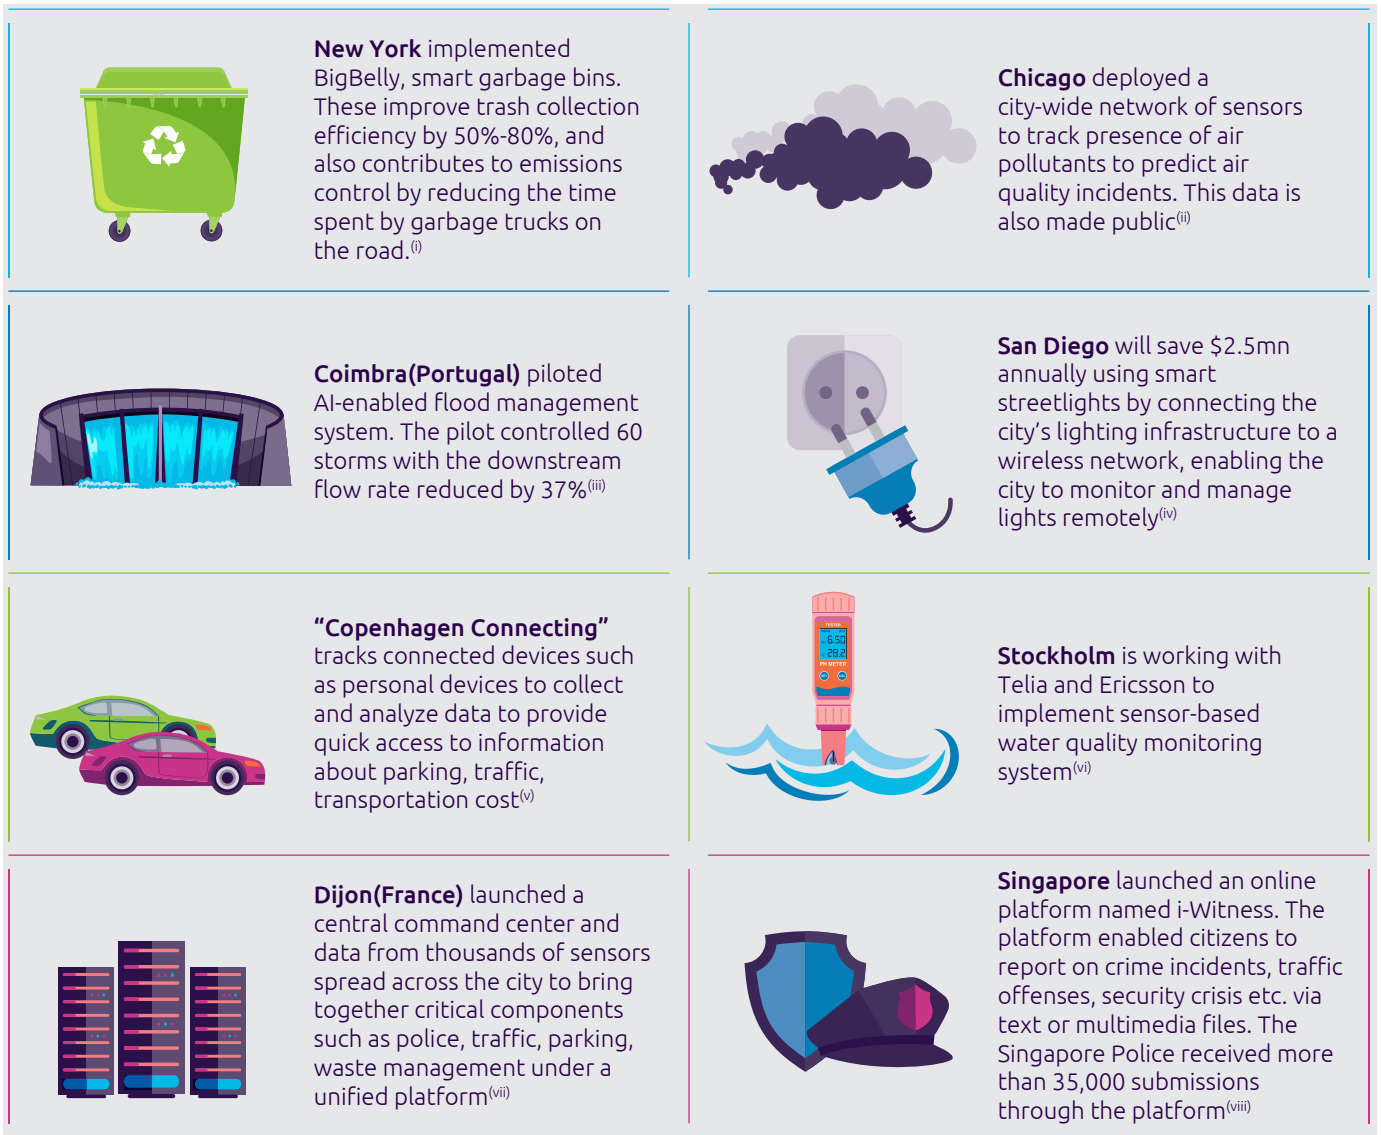 New York implemented
BigBelly, smart garbage bins.
These improve trash collection
efficiency by 50%-80%, and
also contributes to emissions
control by reducing the time
spent by garbage trucks on
the road.(i)
Chicago deployed a
city-wide network of sensors
to track presence of air
pollutants to predict air
quality incidents. This data is
also made public(ii)
Coimbra(Portugal) piloted
AI-enabled flood management
system. The pilot controlled 60
storms with the downstream
flow rate reduced by 37%(iii)
San Diego will save $2.5mn
annually using smart
streetlights by connecting the
city’s lighting infrastructure to a
wireless network, enabling the
city to monitor and manage
lights remotely(iv)
“Copenhagen Connecting”
tracks connected devices such
as personal devices to collect
and analyze data to provide
quick access to information
about parking, traffic,
transportation cost(v)
TESTER
6.50
28.2
PH METER
Stockholm is working with
Telia and Ericsson to
implement sensor-based
water quality monitoring
system(vi)
Dijon(France) launched a
central command center and
data from thousands of sensors
spread across the city to bring
together critical components
such as police, traffic, parking,
waste management under a
unified platform(vii)
Singapore launched an online
platform named i-Witness. The
platform enabled citizens to
report on crime incidents, traffic
offenses, security crisis etc. via
text or multimedia files. The
Singapore Police received more
than 35,000 submissions
through the platform(viii)